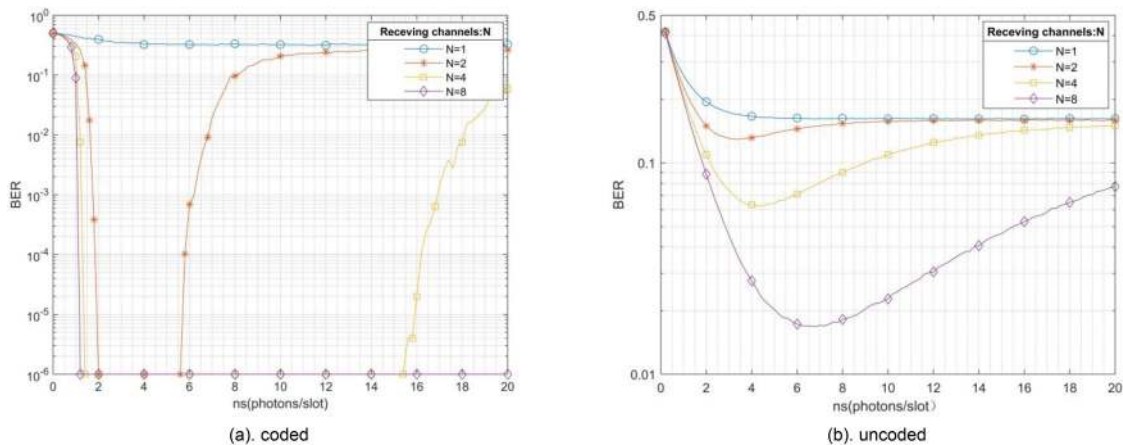 10^0
10^-1
10^-2
10^-3
10^-4
10^-5
10^-6
BER
0 2 4 6 8 10 12 14 16 18 20
ns(photons/slot)
Receving channels:N
N=1
N=2
N=4
N=8
(a). coded
0.5
0.1
0.01
BER
2 4 6 8 10 12 14 16 18 20
ns(photons/slot)
Receving channels:N
N=1
N=2
N=4
N=8
(b). uncoded